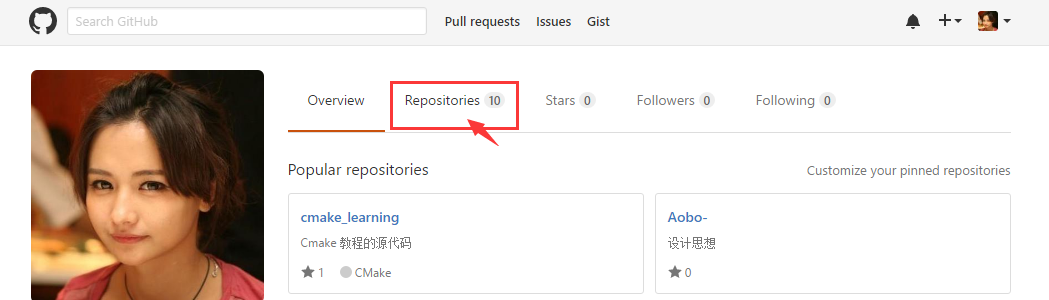 Search GitHub Pull requests Issues Gist
Overview Repositories 10 Stars 0 Followers 0 Following 0
Popular repositories Customize your pinned repositories
cmake_learning Aobo-
Cmake 教程的源代码 设计思想
1 CMake 0